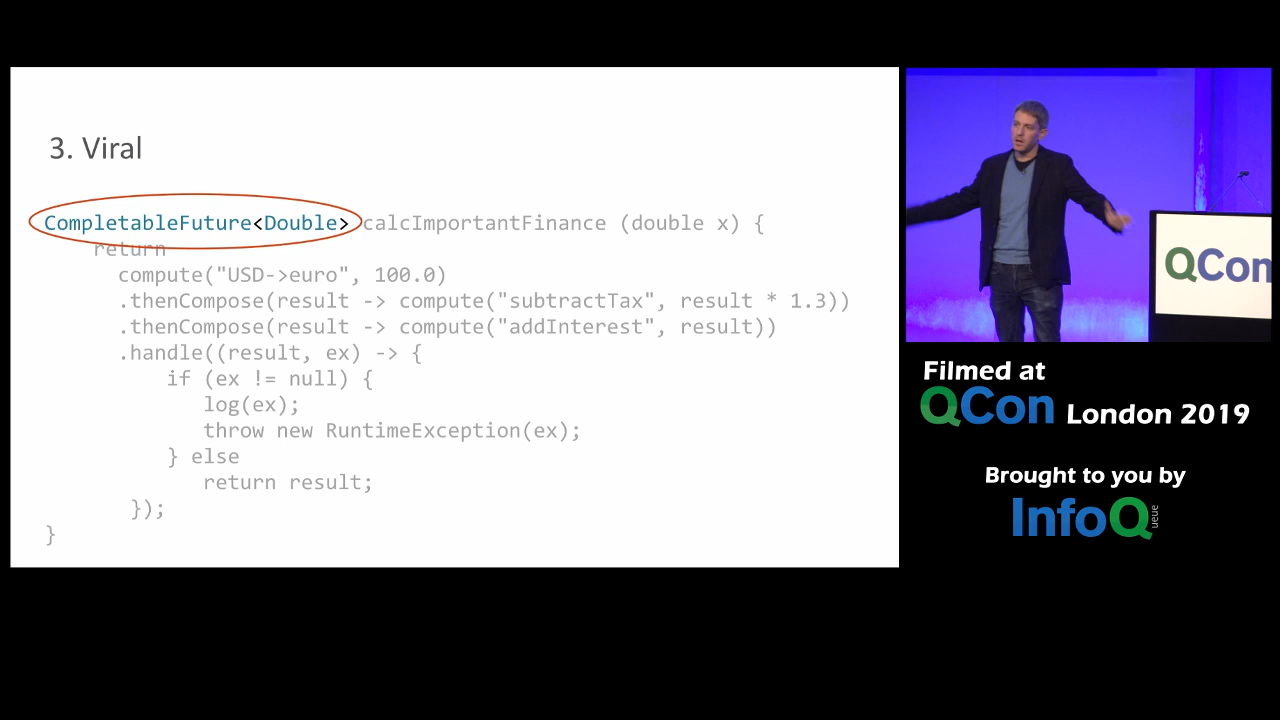 3. Viral
CompletableFuture<Double> calcImportantFinance (double x) {
return
compute("USD->euro", 100.0)
.thenCompose(result -> compute("subtractTax", result * 1.3))
.thenCompose(result -> compute("addInterest", result))
.handle((result, ex) -> {
if (ex != null) {
log(ex);
throw new RuntimeException(ex);
} else
return result;
});
}
QCon
Filmed at
QCon London 2019
Brought to you by
InfoQ
ueue